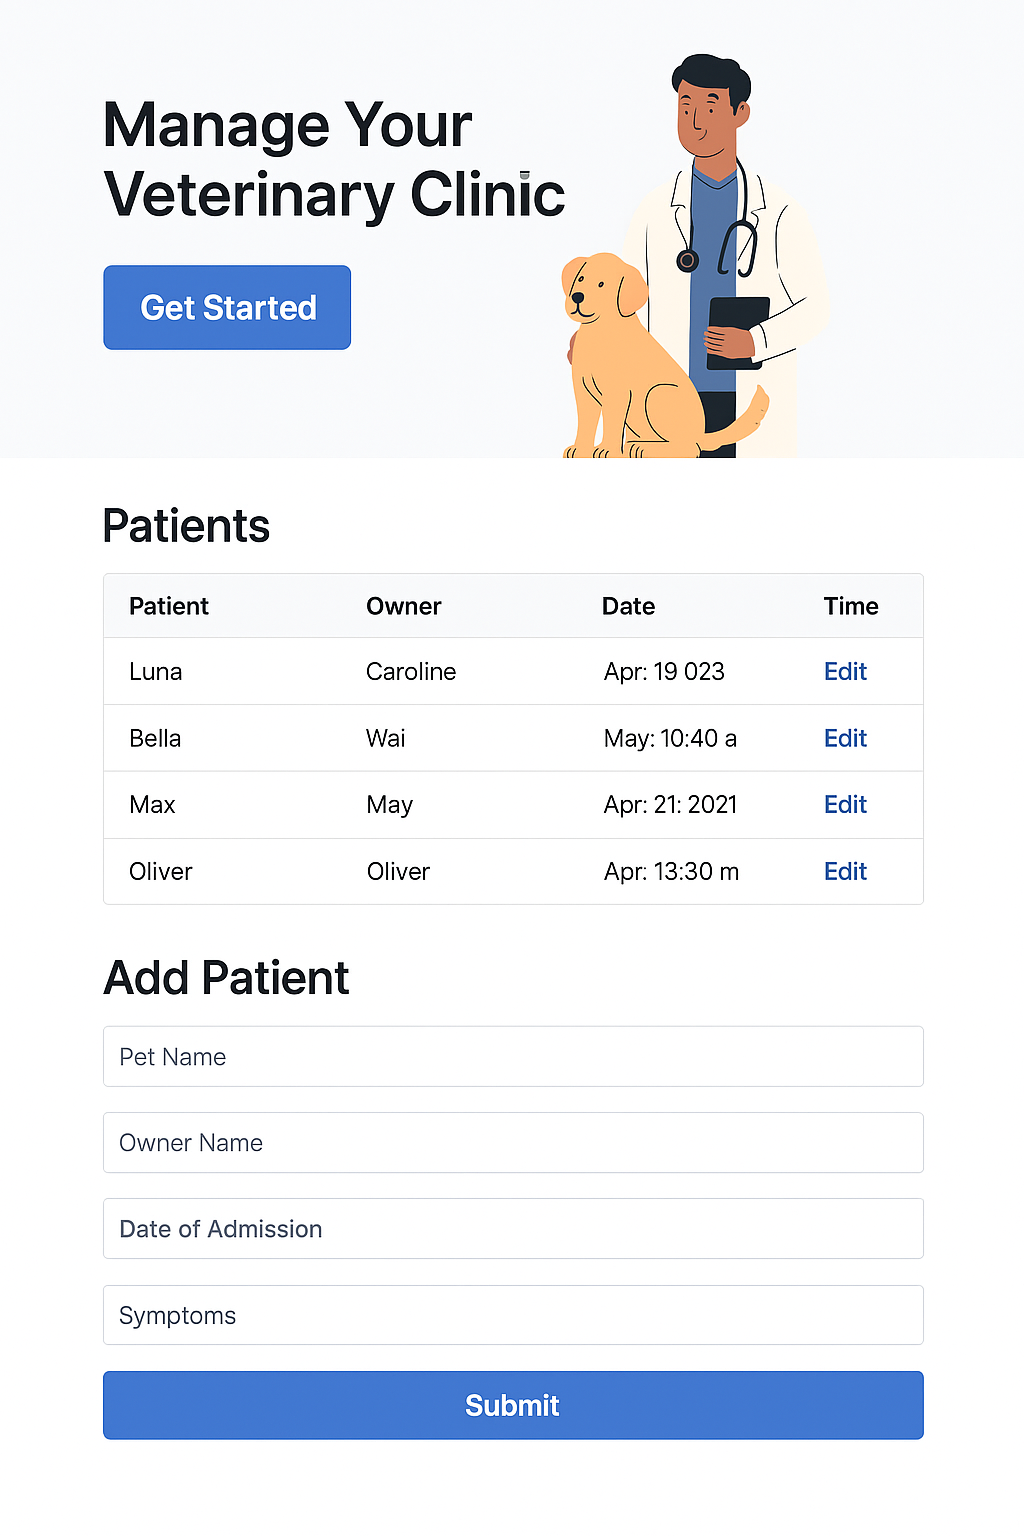 Manage Your
Veterinary Clinic
Get Started
Patients
Patient Owner Date Time
Luna Caroline Apr: 19 023 Edit
Bella Wai May: 10:40 a Edit
Max May Apr: 21: 2021 Edit
Oliver Oliver Apr: 13:30 m Edit
Add Patient
Pet Name
Owner Name
Date of Admission
Symptoms
Submit